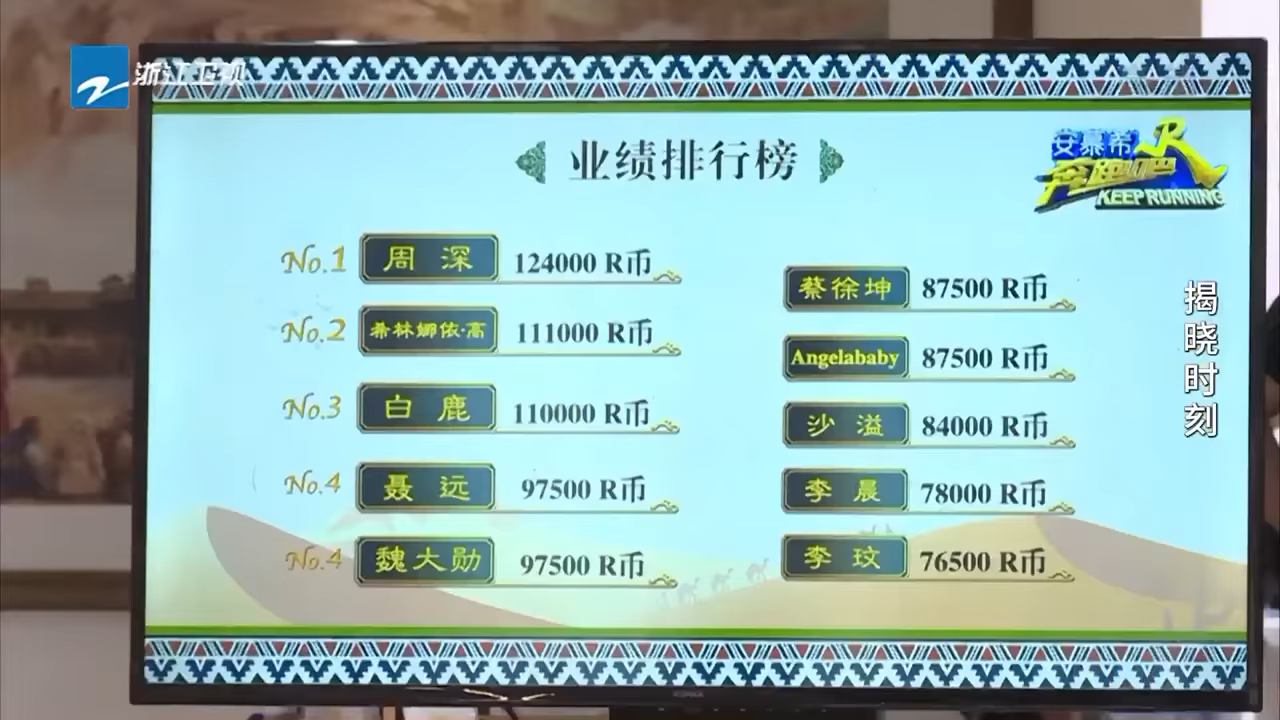 浙江卫视
业绩排行榜
安慕希
奔跑吧
KEEP RUNNING
No.1 周深 124000 R币
No.2 希林娜依·高 111000 R币
No.3 白鹿 110000 R币
No.4 聂远 97500 R币
No.4 魏大勋 97500 R币
蔡徐坤 87500 R币
Angelababy 87500 R币
沙溢 84000 R币
李晨 78000 R币
李玟 76500 R币
揭晓时刻
KONKA